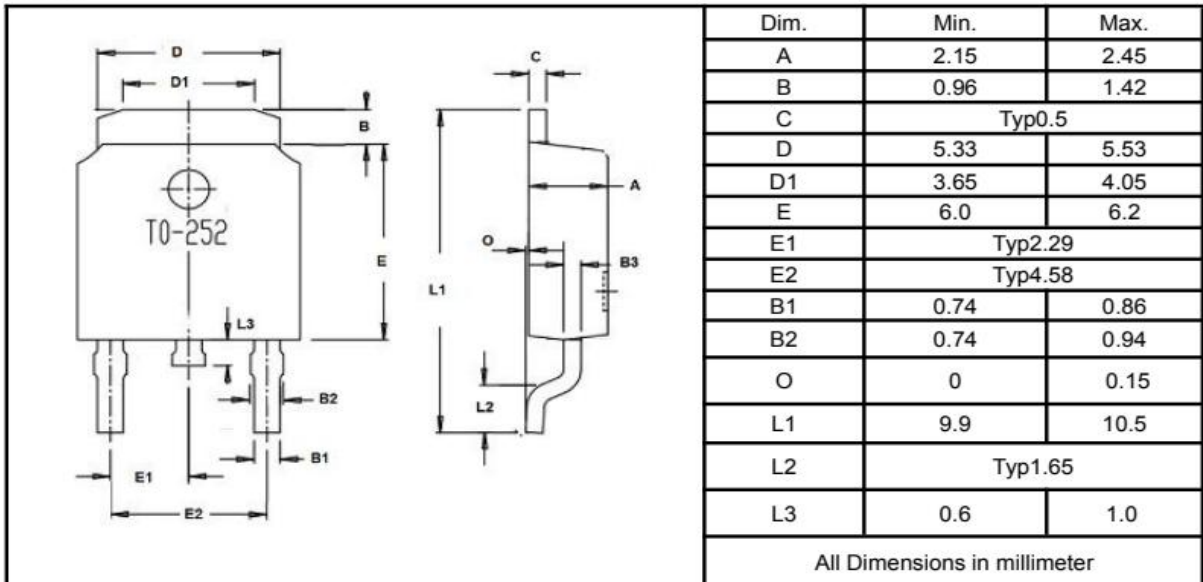 D
D1
B
TO-252
E
L3
B2
B1
E1
E2
C
A
O
B3
L1
L2
Dim. Min. Max.
A 2.15 2.45
B 0.96 1.42
C Typ0.5
D 5.33 5.53
D1 3.65 4.05
E 6.0 6.2
E1 Typ2.29
E2 Typ4.58
B1 0.74 0.86
B2 0.74 0.94
O 0 0.15
L1 9.9 10.5
L2 Typ1.65
L3 0.6 1.0
All Dimensions in millimeter